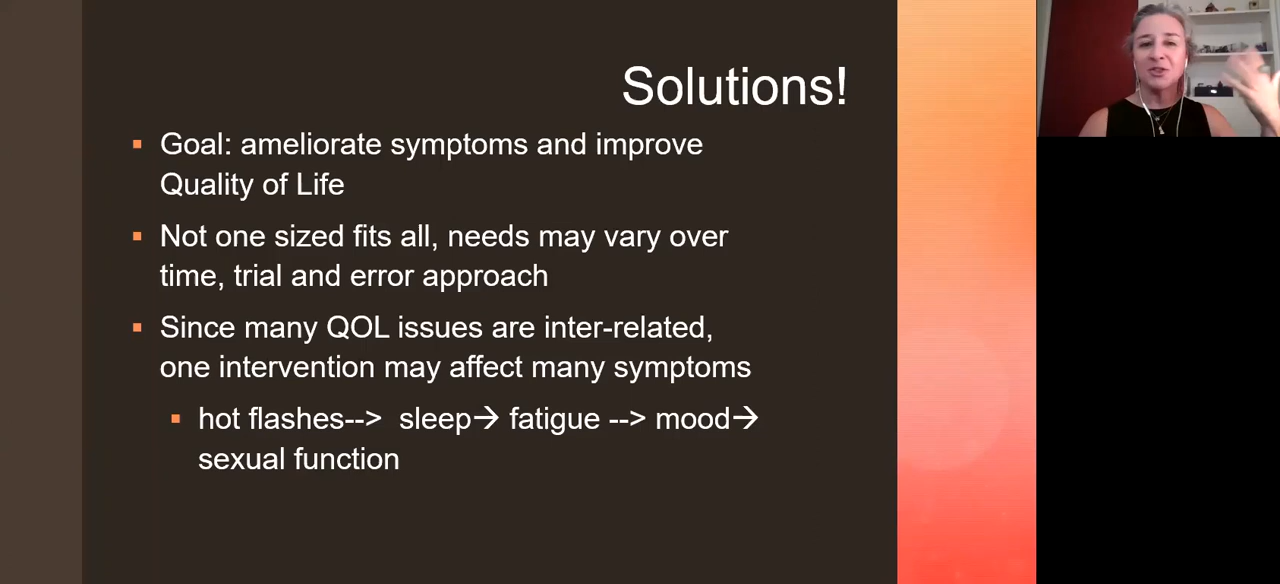 Solutions!
▪ Goal: ameliorate symptoms and improve
Quality of Life
▪ Not one sized fits all, needs may vary over
time, trial and error approach
▪ Since many QOL issues are inter-related,
one intervention may affect many symptoms
▪ hot flashes--> sleep→ fatigue --> mood→
sexual function